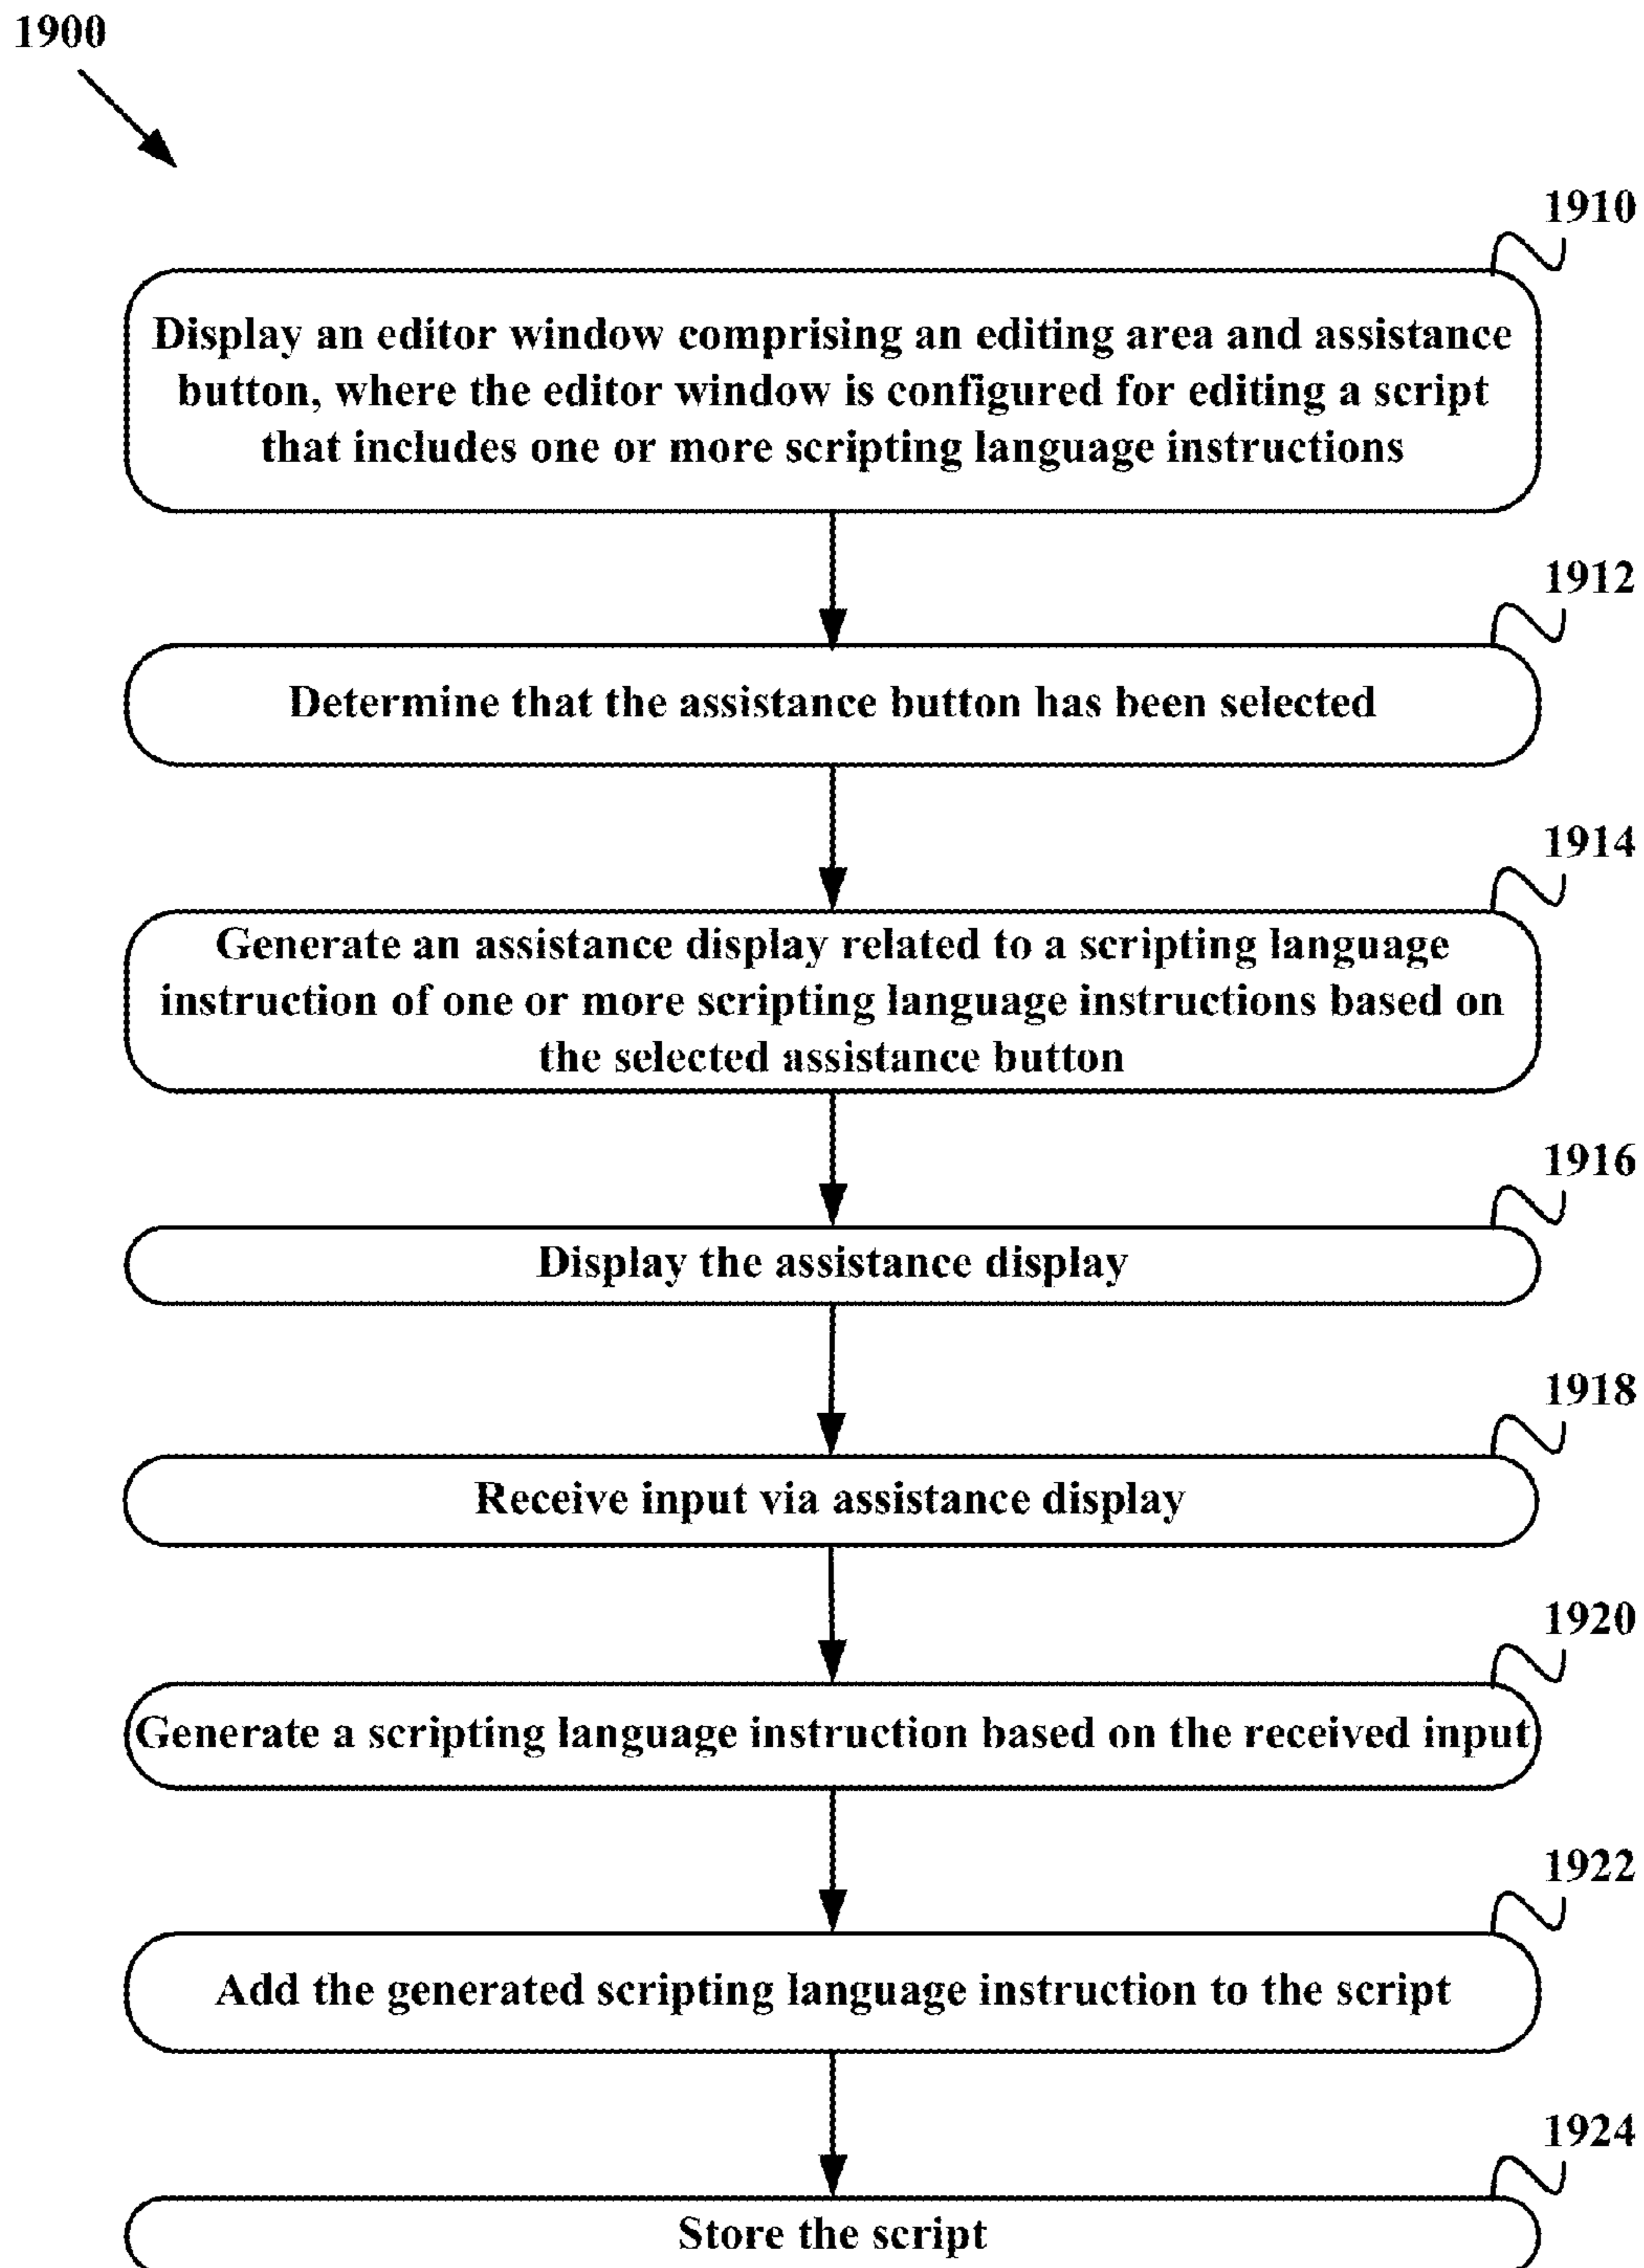 1900
1910
Display an editor window comprising an editing area and assistance
button, where the editor window is configured for editing a script
that includes one or more scripting language instructions
1912
Determine that the assistance button has been selected
1914
Generate an assistance display related to a scripting language
instruction of one or more scripting language instructions based on
the selected assistance button
1916
Display the assistance display
1918
Receive input via assistance display
1920
Generate a scripting language instruction based on the received input
1922
Add the generated scripting language instruction to the script
1924
Store the script